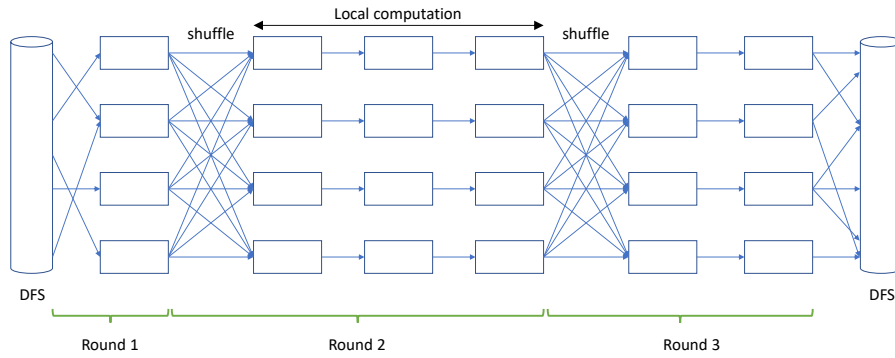 Local computation
shuffle
shuffle
DFS
DFS
Round 1
Round 2
Round 3